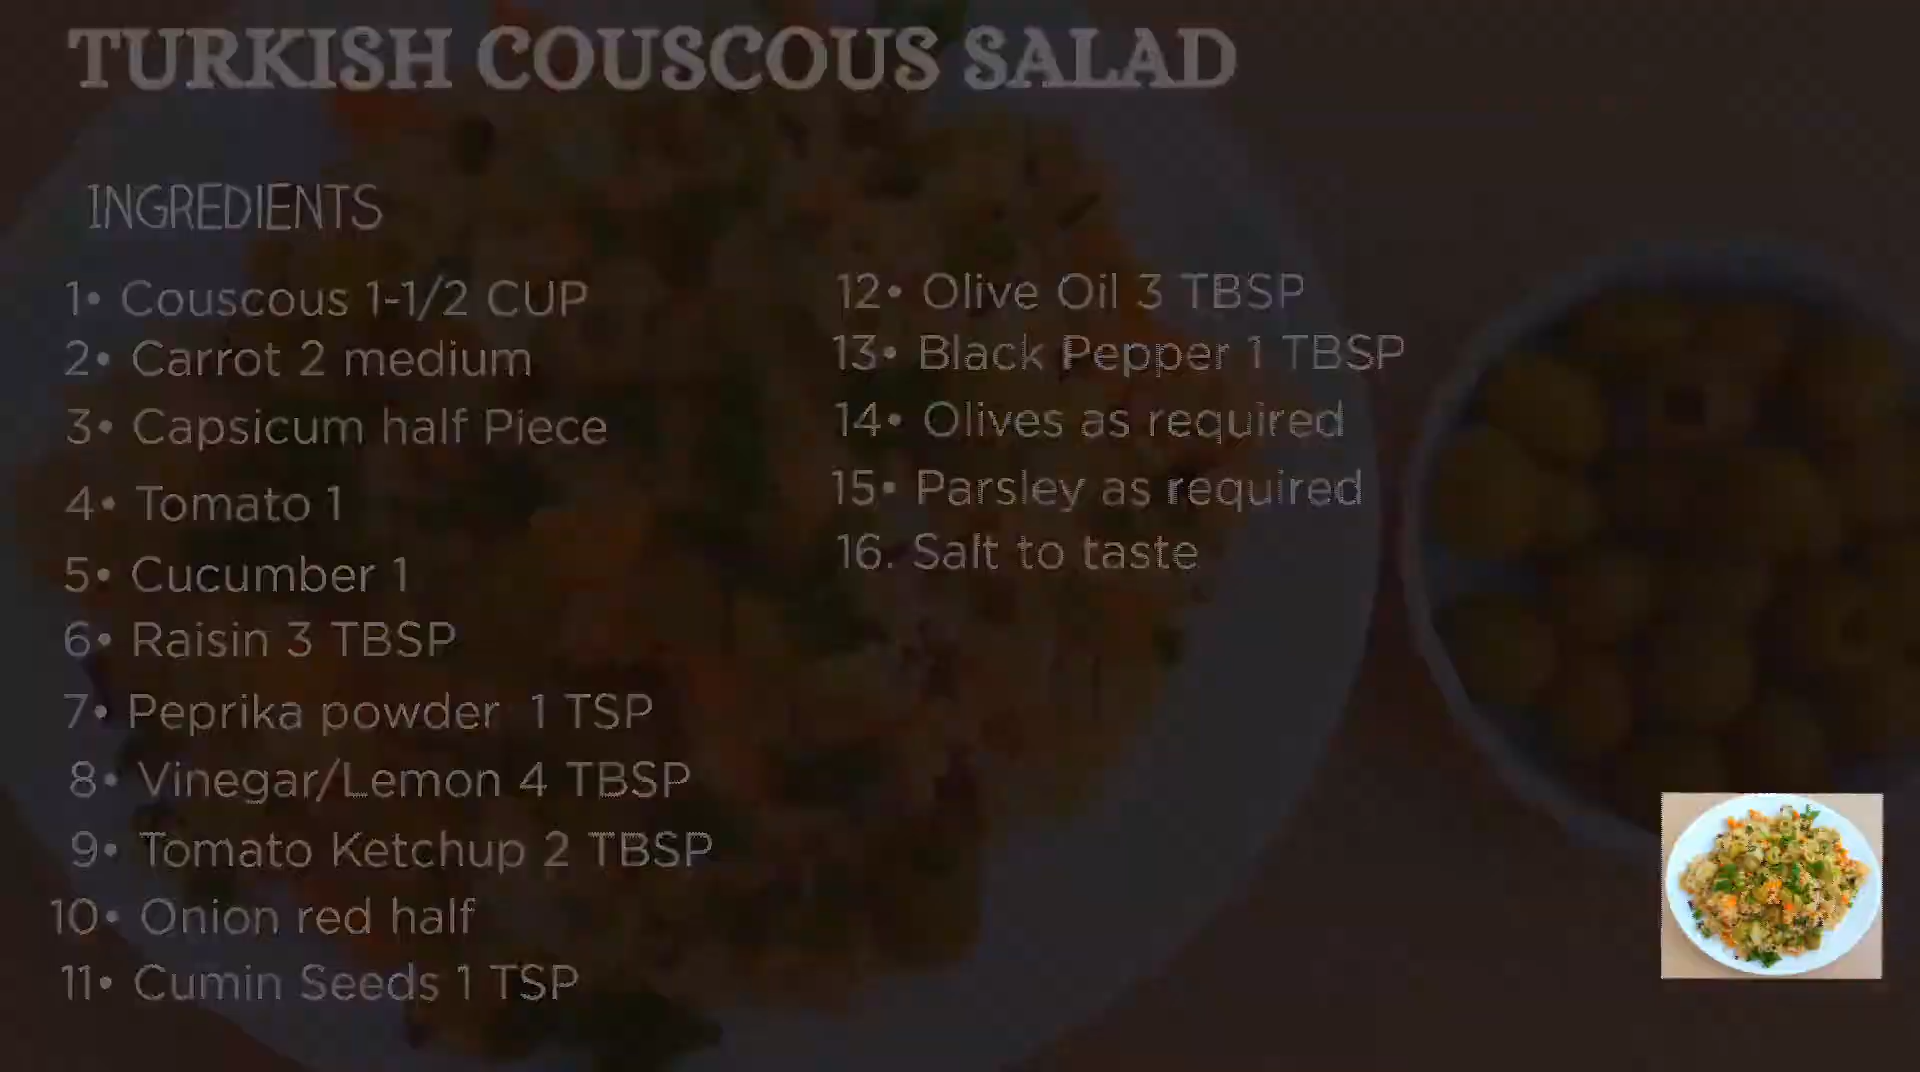 TURKISH COUSCOUS SALAD
INGREDIENTS
1• Couscous 1-1/2 CUP
2• Carrot 2 medium
3• Capsicum half Piece
4• Tomato 1
5• Cucumber 1
6• Raisin 3 TBSP
7• Peprika powder 1 TSP
8• Vinegar/Lemon 4 TBSP
9• Tomato Ketchup 2 TBSP
10• Onion red half
11• Cumin Seeds 1 TSP
12• Olive Oil 3 TBSP
13• Black Pepper 1 TBSP
14• Olives as required
15• Parsley as required
16. Salt to taste